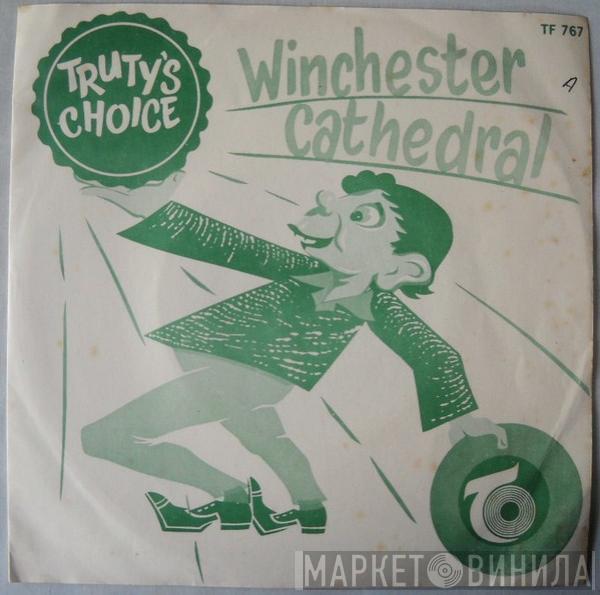 TF 767
TRUTY'S
CHOICE
Winchester
Cathedral
A
МАРКЕТ ВИНИЛА